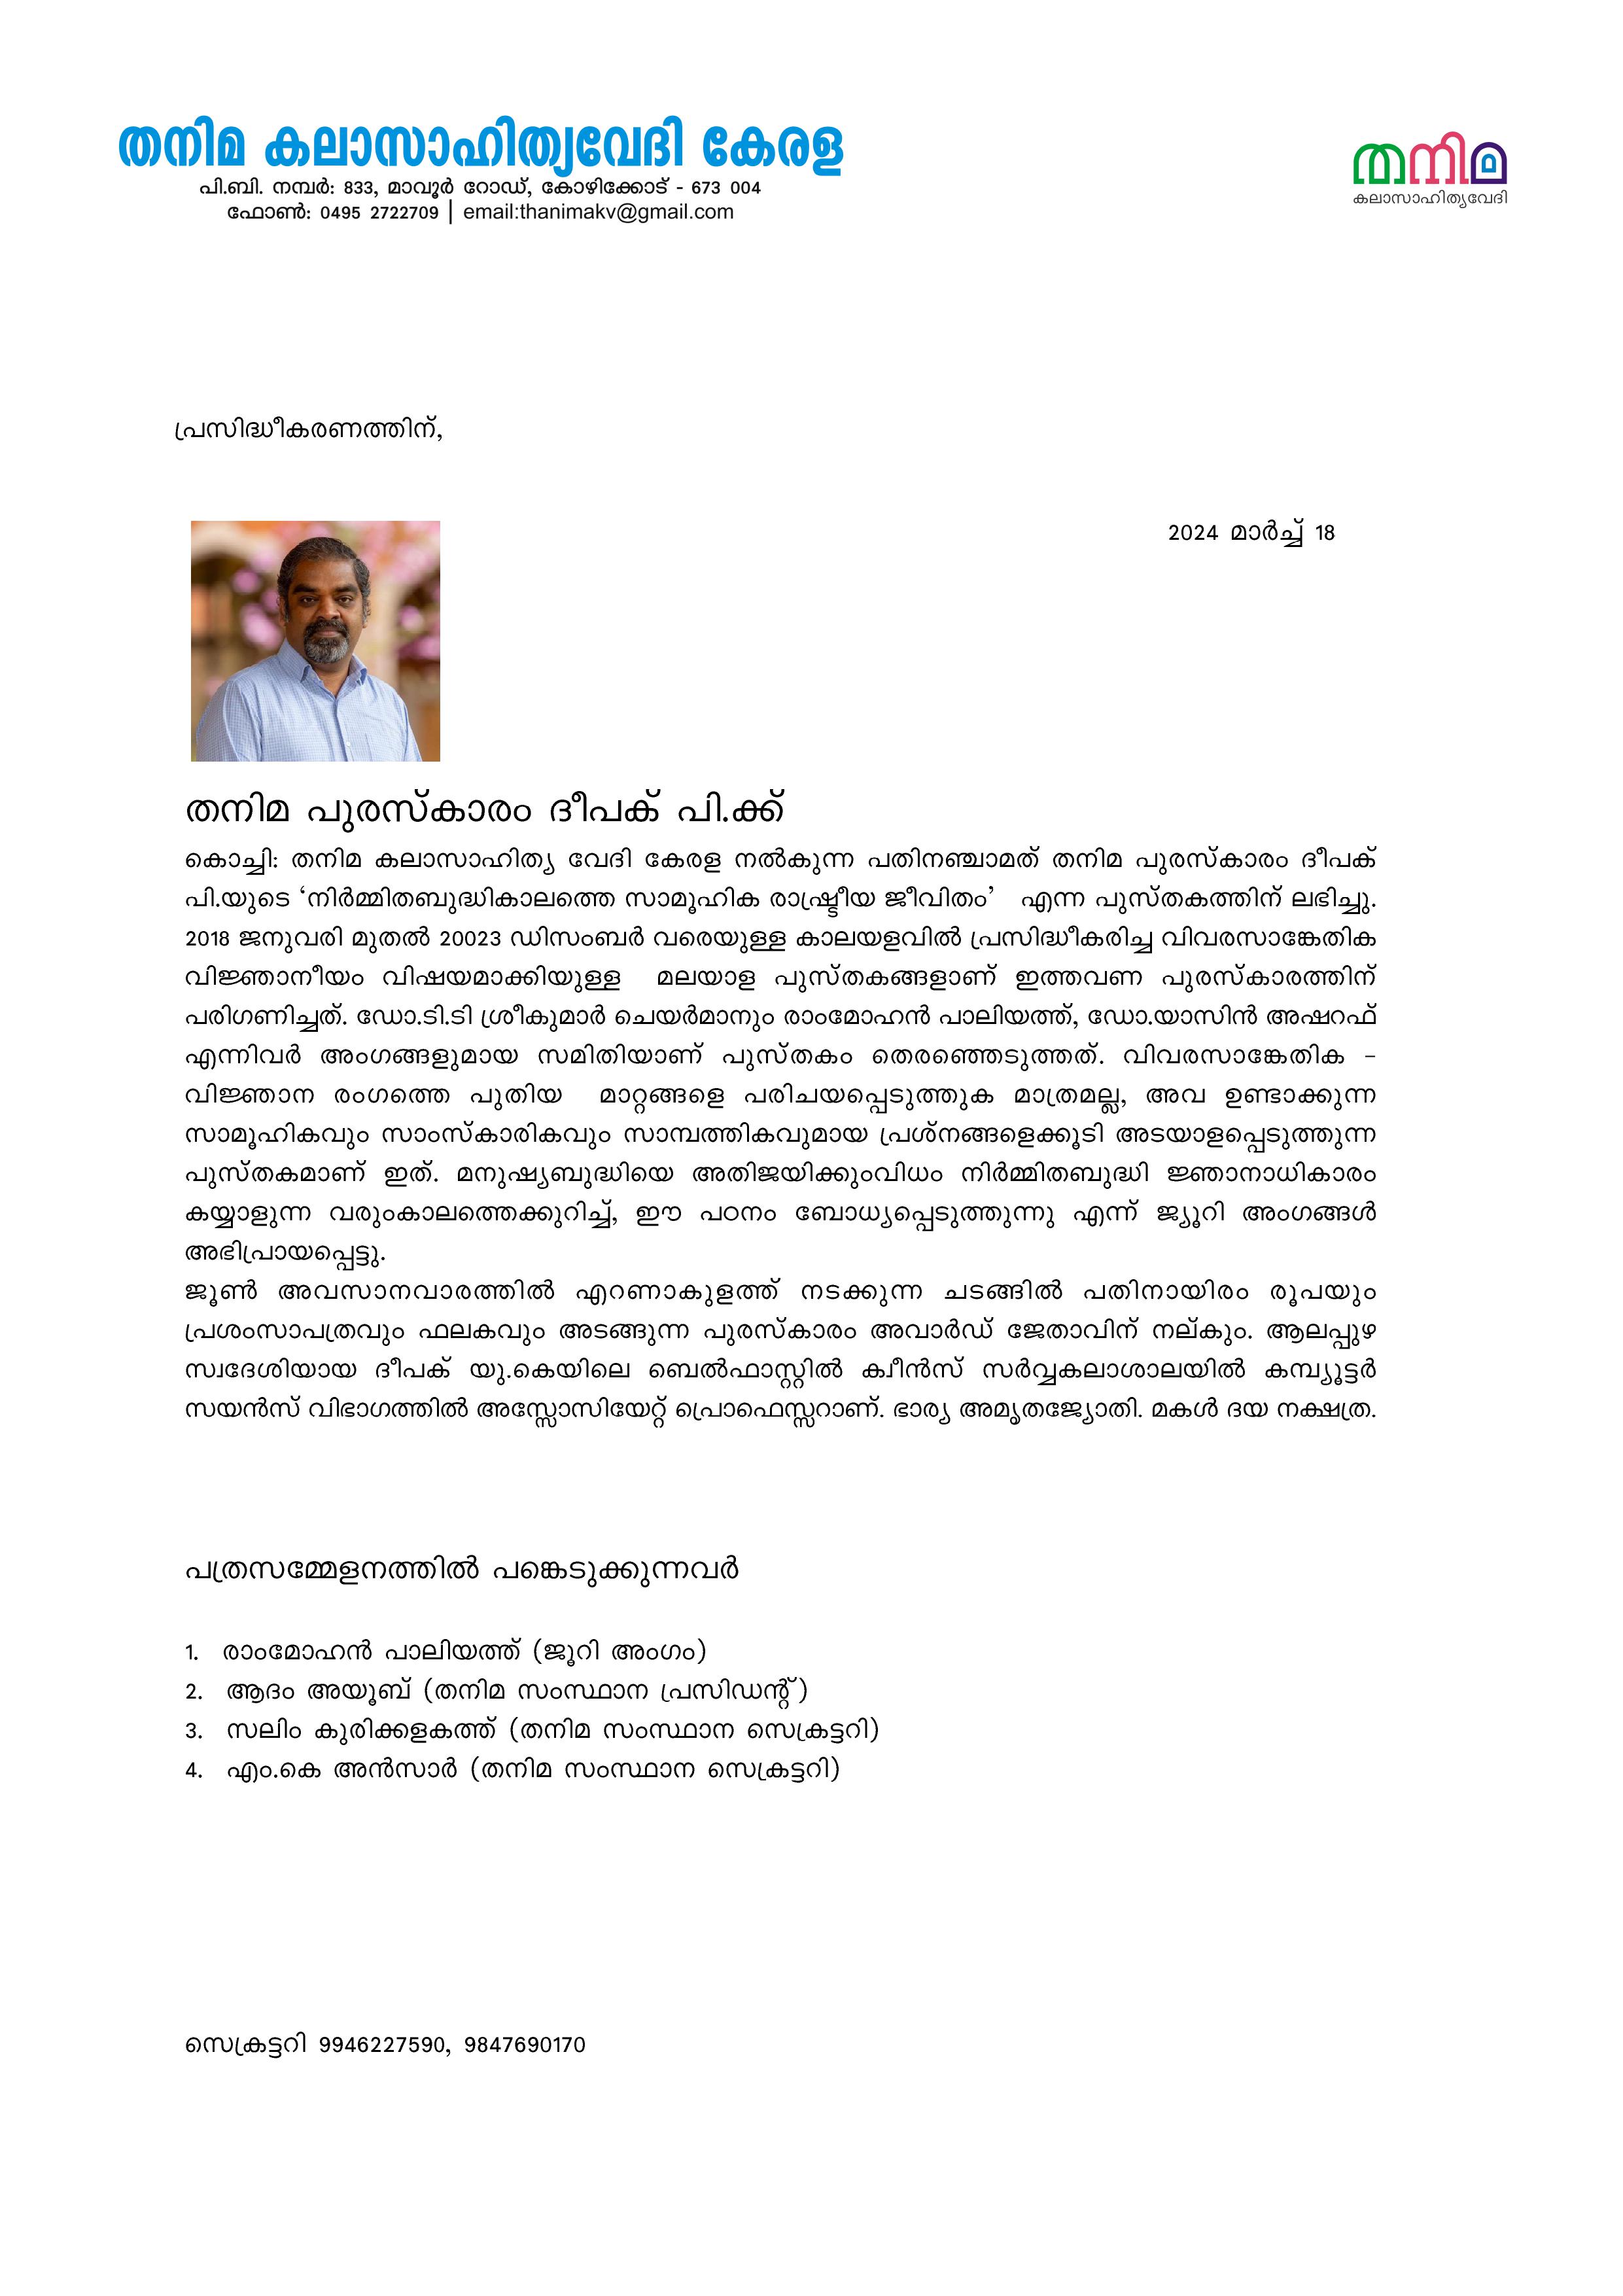 തനിമ കലാസാഹിത്യവേദി കേരള
പി.ബി. നമ്പർ: 833, മാവൂർ റോഡ്, കോഴിക്കോട് - 673 004
ഫോൺ: 0495 2722709 | email:thanimakv@gmail.com
തനിമ
കലാസാഹിത്യവേദി
പ്രസിദ്ധീകരണത്തിന്,
2024 മാർച്ച് 18
തനിമ പുരസ്കാരം ദീപക് പി.ക്ക്
കൊച്ചി: തനിമ കലാസാഹിത്യ വേദി കേരള നൽകുന്ന പതിനഞ്ചാമത് തനിമ പുരസ്കാരം ദീപക്
പി.യുടെ ‘നിർമ്മിതബുദ്ധികാലത്തെ സാമൂഹിക രാഷ്ട്രീയ ജീവിതം’ എന്ന പുസ്തകത്തിന് ലഭിച്ചു.
2018 ജനുവരി മുതൽ 20023 ഡിസംബർ വരെയുള്ള കാലയളവിൽ പ്രസിദ്ധീകരിച്ച വിവരസാങ്കേതിക
വിജ്ഞാനീയം വിഷയമാക്കിയുള്ള മലയാള പുസ്തകങ്ങളാണ് ഇത്തവണ പുരസ്കാരത്തിന്
പരിഗണിച്ചത്. ഡോ.ടി.ടി ശ്രീകുമാർ ചെയർമാനും രാംമോഹൻ പാലിയത്ത്, ഡോ.യാസിൻ അഷറഫ്
എന്നിവർ അംഗങ്ങളുമായ സമിതിയാണ് പുസ്തകം തെരഞ്ഞെടുത്തത്. വിവരസാങ്കേതിക –
വിജ്ഞാന രംഗത്തെ പുതിയ മാറ്റങ്ങളെ പരിചയപ്പെടുത്തുക മാത്രമല്ല, അവ ഉണ്ടാക്കുന്ന
സാമൂഹികവും സാംസ്കാരികവും സാമ്പത്തികവുമായ പ്രശ്നങ്ങളെക്കൂടി അടയാളപ്പെടുത്തുന്ന
പുസ്തകമാണ് ഇത്. മനുഷ്യബുദ്ധിയെ അതിജയിക്കുംവിധം നിർമ്മിതബുദ്ധി ജ്ഞാനാധികാരം
കയ്യാളുന്ന വരുംകാലത്തെക്കുറിച്ച്, ഈ പഠനം ബോധ്യപ്പെടുത്തുന്നു എന്ന് ജ്യൂറി അംഗങ്ങൾ
അഭിപ്രായപ്പെട്ടു.
ജൂൺ അവസാനവാരത്തിൽ എറണാകുളത്ത് നടക്കുന്ന ചടങ്ങിൽ പതിനായിരം രൂപയും
പ്രശംസാപത്രവും ഫലകവും അടങ്ങുന്ന പുരസ്കാരം അവാർഡ് ജേതാവിന് നല്കും. ആലപ്പുഴ
സ്വദേശിയായ ദീപക് യു.കെയിലെ ബെൽഫാസ്റ്റിൽ ക്വീൻസ് സർവ്വകലാശാലയിൽ കമ്പ്യൂട്ടർ
സയൻസ് വിഭാഗത്തിൽ അസ്സോസിയേറ്റ് പ്രൊഫെസ്സറാണ്. ഭാര്യ അമൃതജ്യോതി. മകൾ ദയ നക്ഷത്ര.
പത്രസമ്മേളനത്തിൽ പങ്കെടുക്കുന്നവർ
1. രാംമോഹൻ പാലിയത്ത് (ജൂറി അംഗം)
2. ആദം അയൂബ് (തനിമ സംസ്ഥാന പ്രസിഡന്റ്)
3. സലിം കുരിക്കളകത്ത് (തനിമ സംസ്ഥാന സെക്രട്ടറി)
4. എം.കെ അൻസാർ (തനിമ സംസ്ഥാന സെക്രട്ടറി)
സെക്രട്ടറി 9946227590, 9847690170